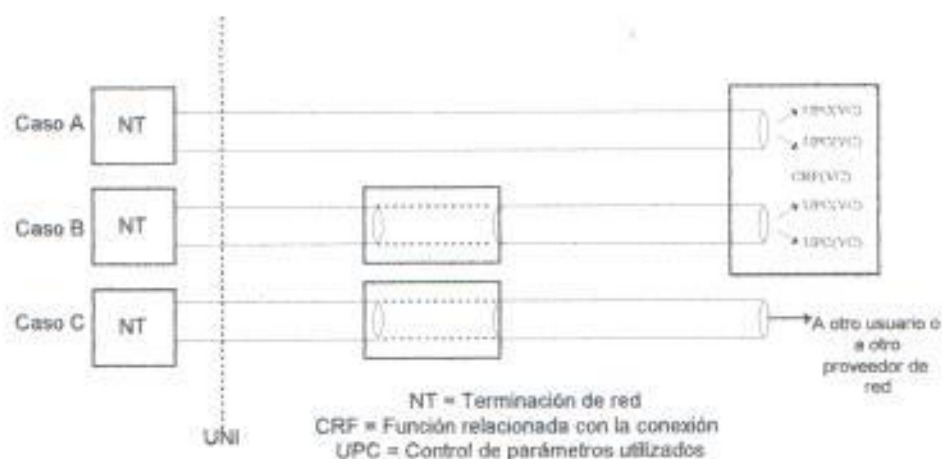 Caso A
NT
UPC(VC)
UPC(VC)
CRF(VC)
Caso B
NT
UPC(VC)
UPC(VC)
Caso C
NT
A otro usuario o
a otro
proveedor de
red
UNI
NT = Terminación de red
CRF = Función relacionada con la conexión
UPC = Control de parámetros utilizados